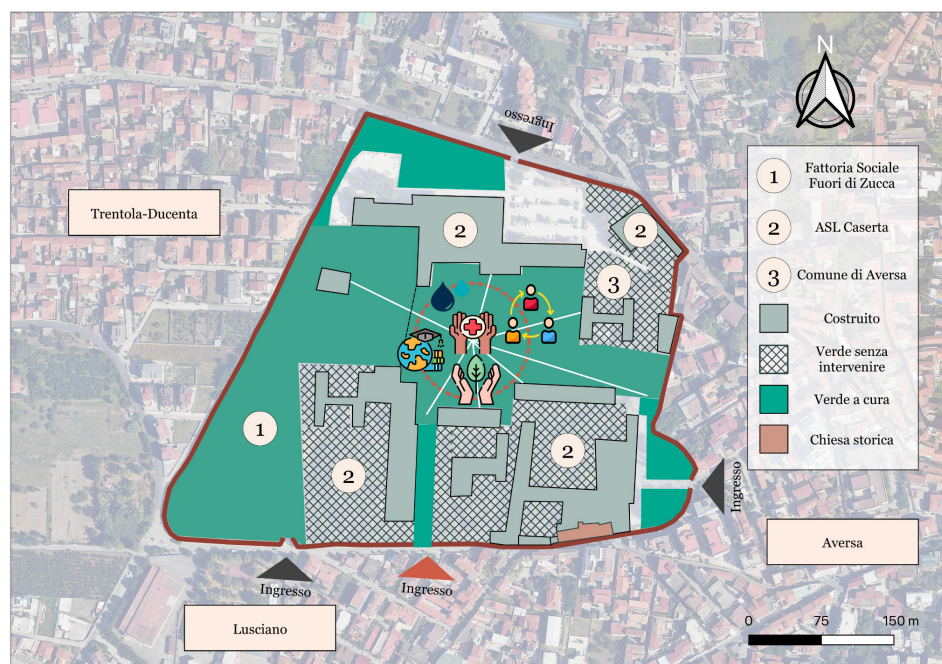 Ingresso
N
Trentola-Ducenta
1
Fattoria Sociale
Fuori di Zucca
2
ASL Caserta
3
Comune di Aversa
Costruito
Verde senza
intervenire
Verde a cura
Chiesa storica
2
2
3
1
2
2
Ingresso
Aversa
Ingresso
Ingresso
Lusciano
0
75
150 m